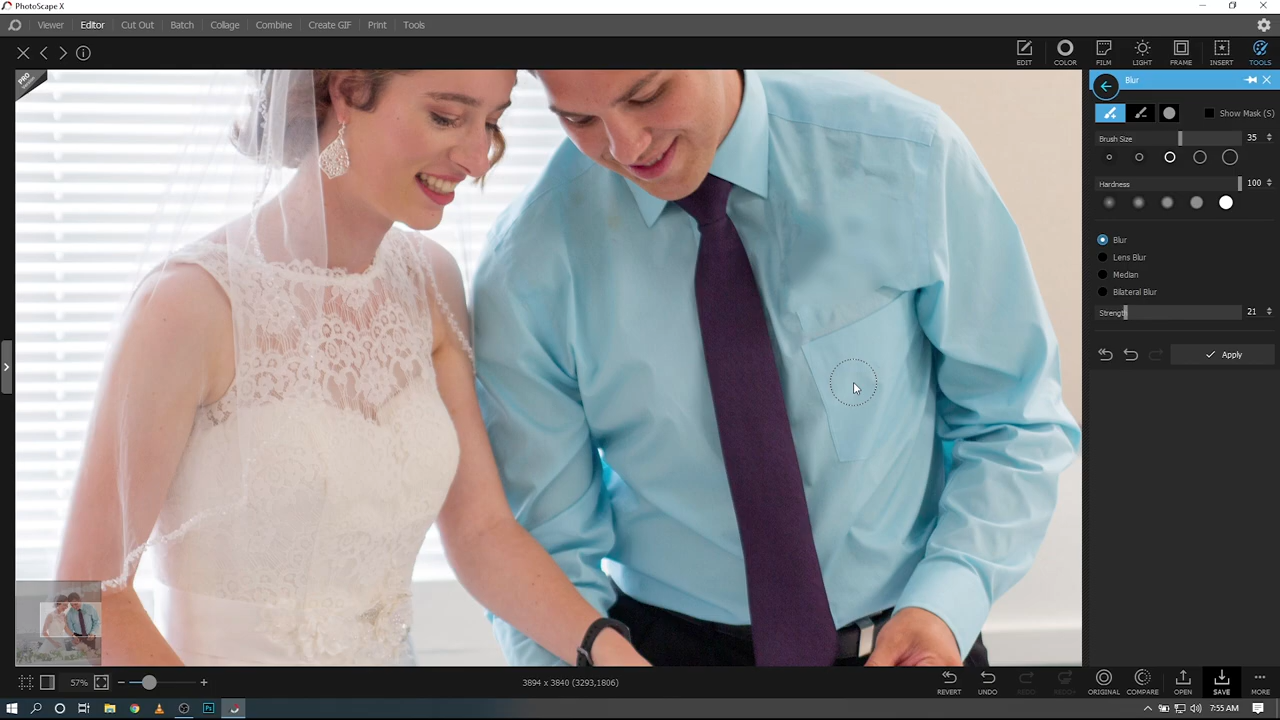 PhotoScape X
Viewer Editor Cut Out Batch Collage Combine Create GIF Print Tools
EDIT COLOR FILM LIGHT FRAME INSERT TOOLS
PRO
Blur
Show Mask (S)
Brush Size 35
Hardness 100
Blur
Lens Blur
Median
Bilateral Blur
Strength 21
Apply
57%
3894 x 3840 (3293,1806)
REVERT UNDO REDO REDO+ ORIGINAL COMPARE OPEN SAVE MORE
7:55 AM